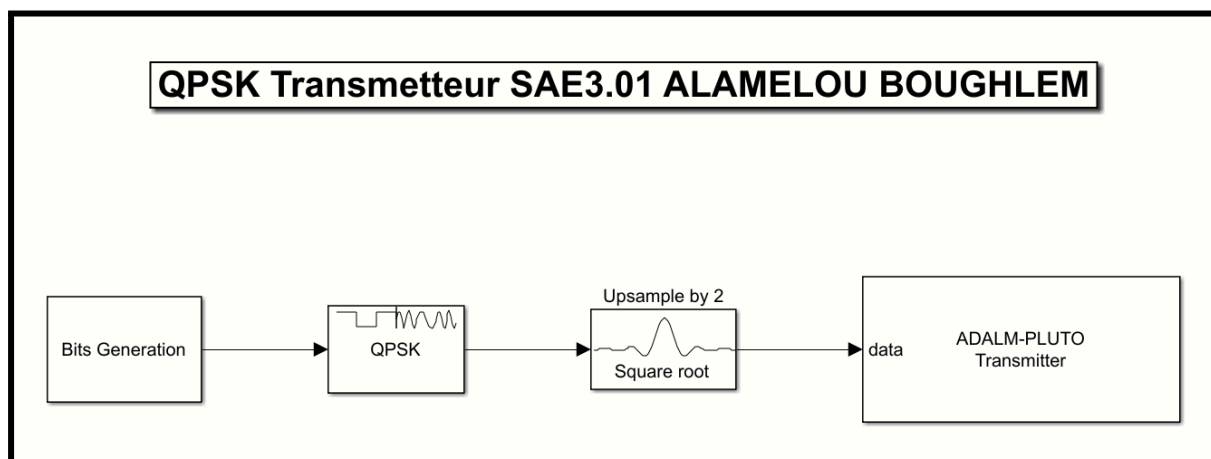 QPSK Transmetteur SAE3.01 ALAMELOU BOUGHLEM
Bits Generation
QPSK
Upsample by 2
Square root
data
ADALM-PLUTO
Transmitter